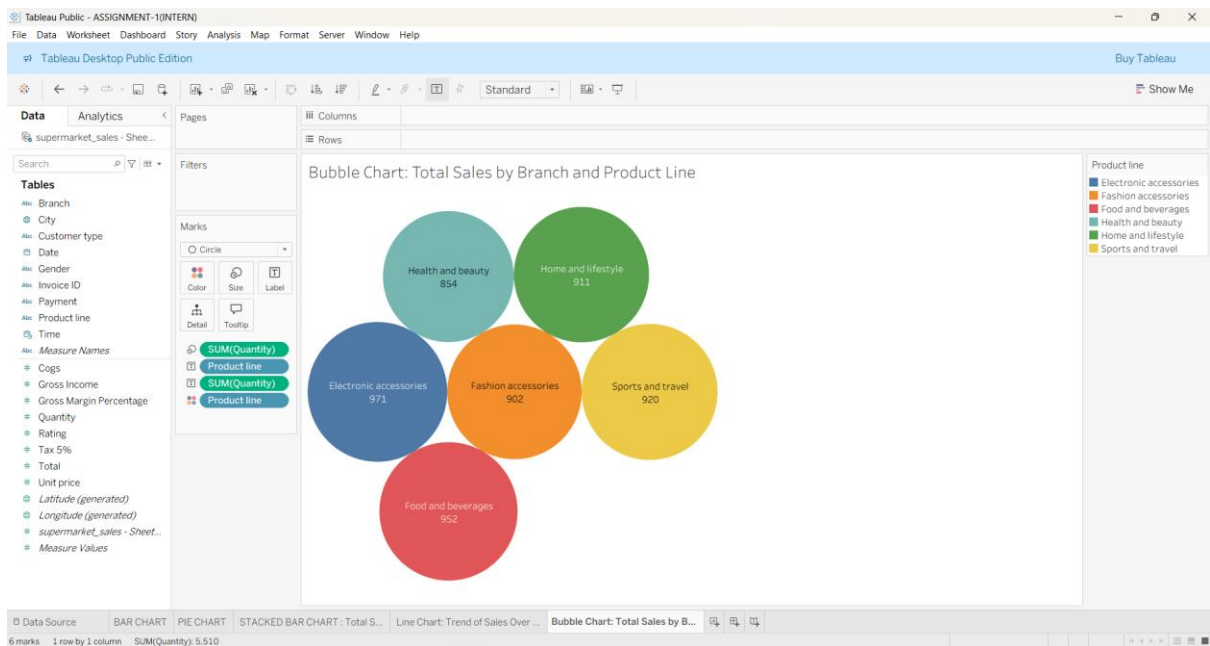 Tableau Public - ASSIGNMENT-1(INTERN)
File Data Worksheet Dashboard Story Analysis Map Format Server Window Help
Tableau Desktop Public Edition
Buy Tableau
Standard
Show Me
Data Analytics
supermarket_sales - Shee...
Search
Tables
Abc Branch
City
Abc Customer type
Date
Abc Gender
Abc Invoice ID
Abc Payment
Abc Product line
Time
Abc Measure Names
# Cogs
# Gross Income
# Gross Margin Percentage
# Quantity
# Rating
# Tax 5%
# Total
# Unit price
Latitude (generated)
Longitude (generated)
# supermarket_sales - Sheet...
# Measure Values
Pages
Filters
Marks
Circle
Color Size Label
Detail Tooltip
SUM(Quantity)
Product line
SUM(Quantity)
Product line
Columns
Rows
Bubble Chart: Total Sales by Branch and Product Line
Health and beauty
854
Home and lifestyle
911
Electronic accessories
971
Fashion accessories
902
Sports and travel
920
Food and beverages
952
Product line
Electronic accessories
Fashion accessories
Food and beverages
Health and beauty
Home and lifestyle
Sports and travel
Data Source BAR CHART PIE CHART STACKED BAR CHART : Total S... Line Chart: Trend of Sales Over ... Bubble Chart: Total Sales by B...
6 marks 1 row by 1 column SUM(Quantity): 5,510